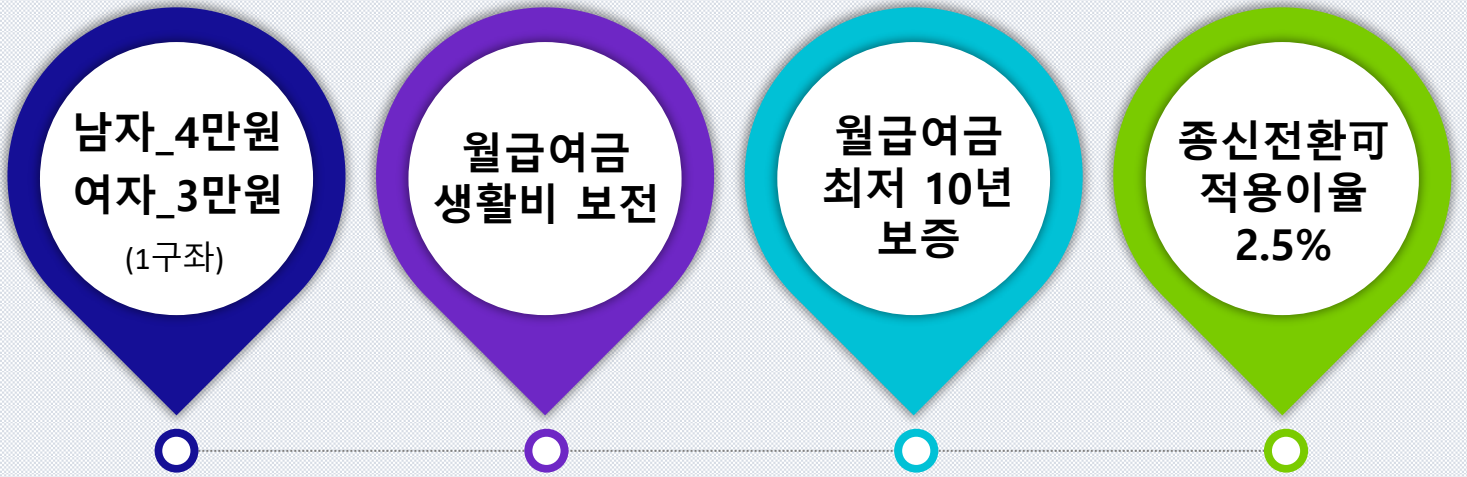 남자_4만원
여자_3만원
(1구좌)
월급여금
생활비 보전
월급여금
최저 10년
보증
종신전환可
적용이율
2.5%